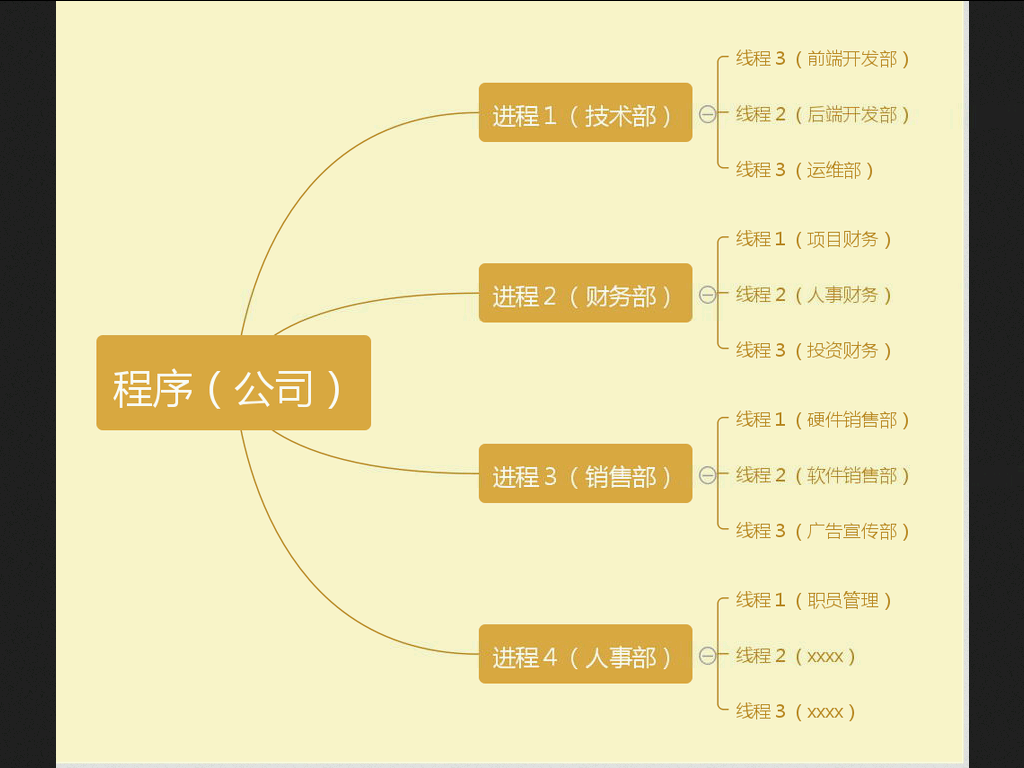 程序（公司）
进程1（技术部）
线程3（前端开发部）
线程2（后端开发部）
线程3（运维部）
进程2（财务部）
线程1（项目财务）
线程2（人事财务）
线程3（投资财务）
进程3（销售部）
线程1（硬件销售部）
线程2（软件销售部）
线程3（广告宣传部）
进程4（人事部）
线程1（职员管理）
线程2（xxxx）
线程3（xxxx）